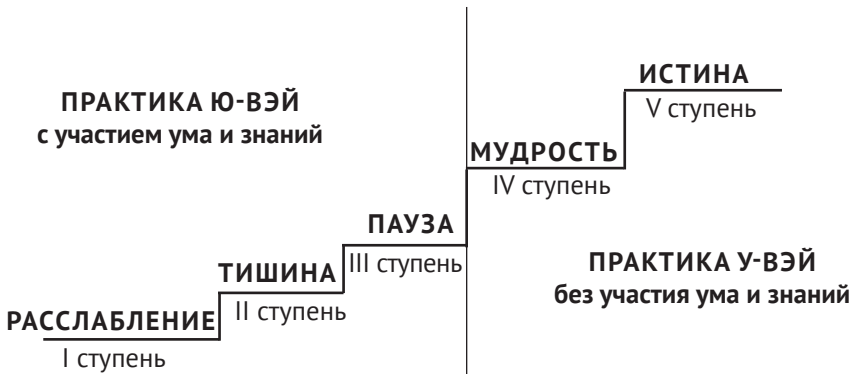 ИСТИНА
V ступень
ПРАКТИКА Ю-ВЭЙ
с участием ума и знаний
МУДРОСТЬ
IV ступень
ПАУЗА
III ступень
ТИШИНА
II ступень
ПРАКТИКА У-ВЭЙ
без участия ума и знаний
РАССЛАБЛЕНИЕ
I ступень